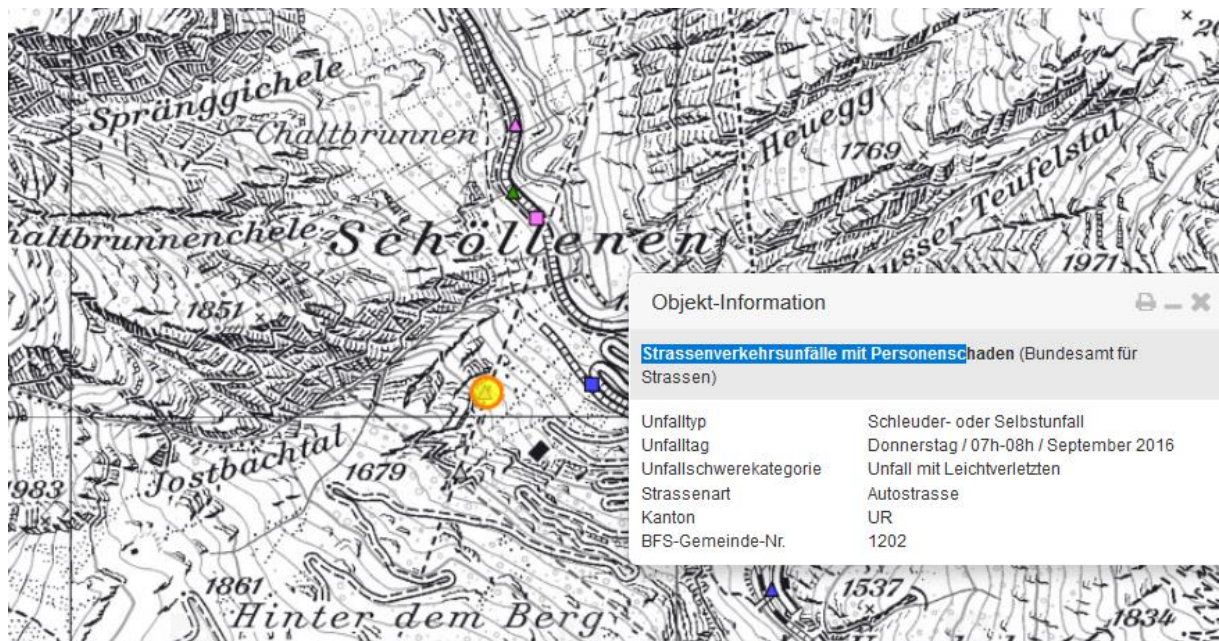 Spränggichele
Chaltbrunnen
Heuegg
1769
Teufelstal
Schöllenen
1971
1851
Objekt-Information
Strassenverkehrsunfälle mit Personenschaden (Bundesamt für
Strassen)
Unfalltyp Schleuder- oder Selbstunfall
Unfalltag Donnerstag / 07h-08h / September 2016
Unfallschwerekategorie Unfall mit Leichtverletzten
Strassenart Autostrasse
Kanton UR
BFS-Gemeinde-Nr. 1202
Jostbachtal
1679
983
1861
Hinter dem Berg
1537
1834